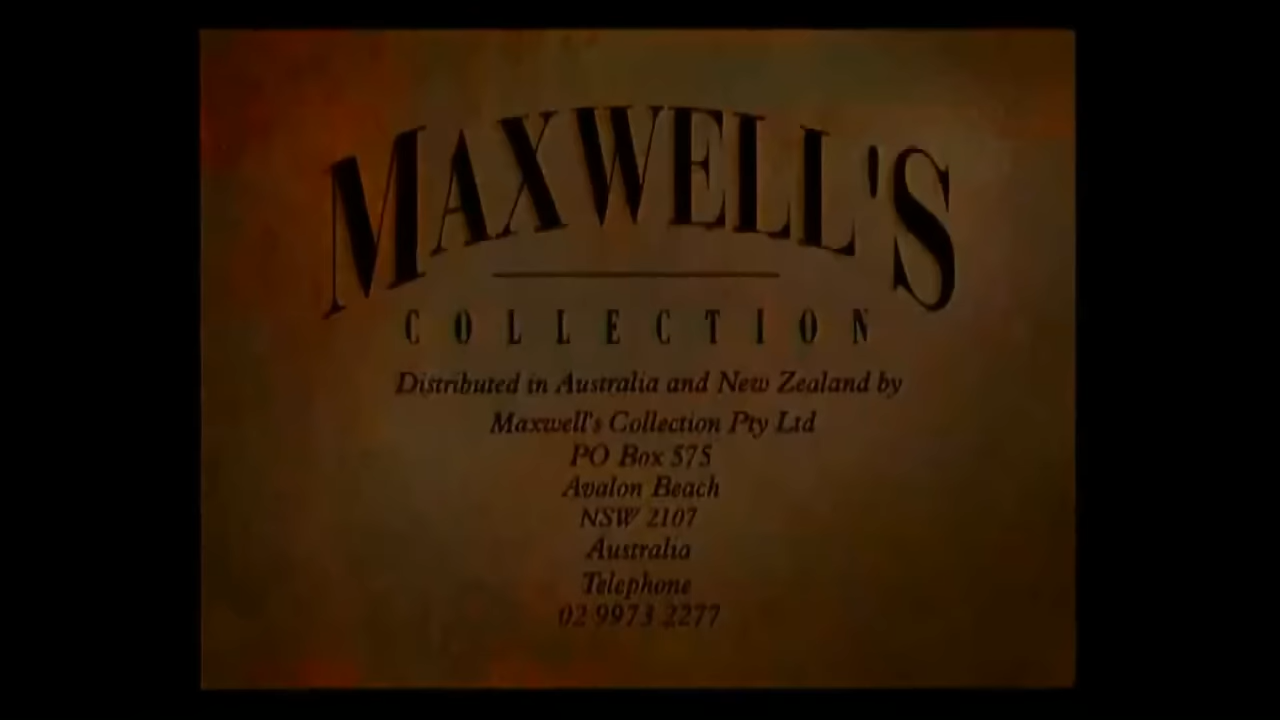 MAXWELL'S
COLLECTION
Distributed in Australia and New Zealand by
Maxwell's Collection Pty Ltd
PO Box 575
Avalon Beach
NSW 2107
Australia
Telephone
02 9973 2277